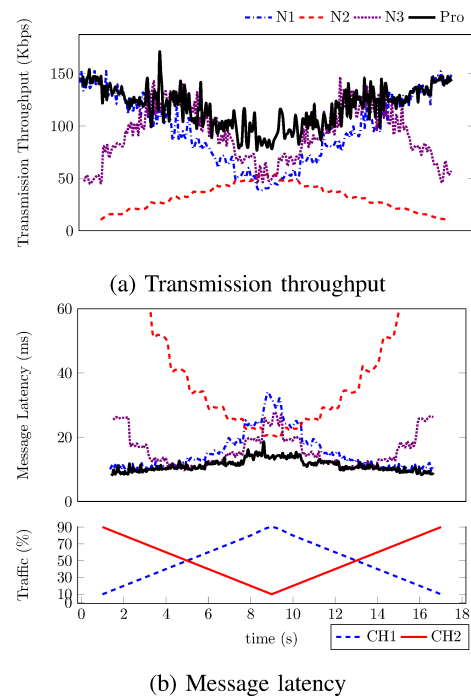 N1 N2 N3 Pro
Transmission Throughput (Kbps)
150
100
50
0
(a) Transmission throughput
Message Latency (ms)
60
40
20
0
Traffic (%)
90
70
50
30
10
0
0 2 4 6 8 10 12 14 16 18
time (s)
CH1 CH2
(b) Message latency